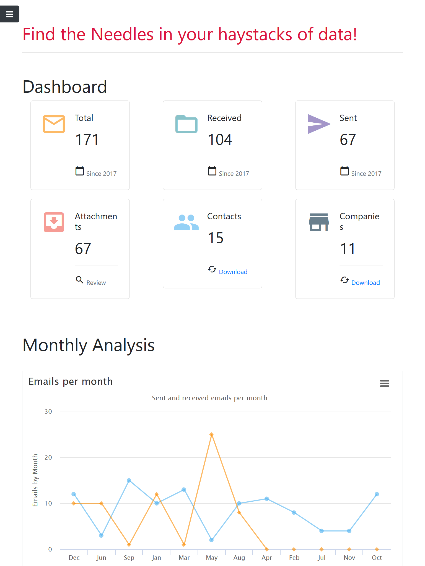 Find the Needles in your haystacks of data!
Dashboard
Total
171
Since 2017
Received
104
Since 2017
Sent
67
Since 2017
Attachmen
ts
67
Review
Contacts
15
Download
Companie
s
11
Download
Monthly Analysis
Emails per month
Sent and received emails per month
Emails by Month
30
20
10
0
Dec Jun Sep Jan Mar May Aug Apr Feb Jul Nov Oct